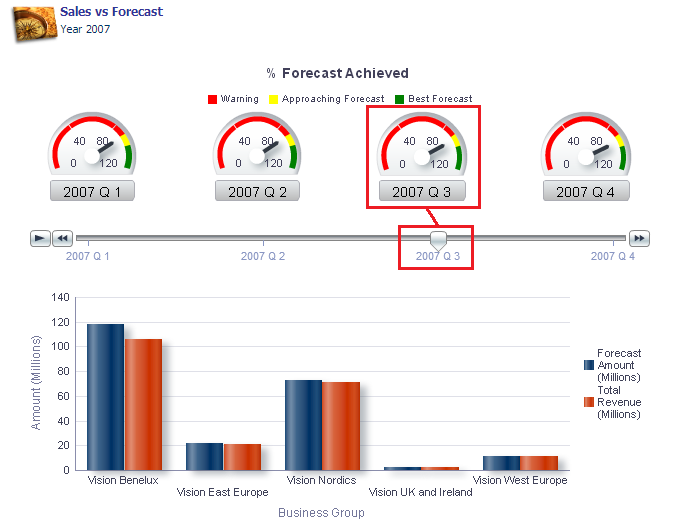 Sales vs Forecast
Year 2007
% Forecast Achieved
Warning Approaching Forecast Best Forecast
40 80
0 120
2007 Q 1
40 80
0 120
2007 Q 2
40 80
0 120
2007 Q 3
40 80
0 120
2007 Q 4
2007 Q 1 2007 Q 2 2007 Q 3 2007 Q 4
Amount (Millions)
140
120
100
80
60
40
20
0
Vision Benelux
Vision East Europe
Vision Nordics
Vision UK and Ireland
Vision West Europe
Business Group
Forecast
Amount
(Millions)
Total
Revenue
(Millions)